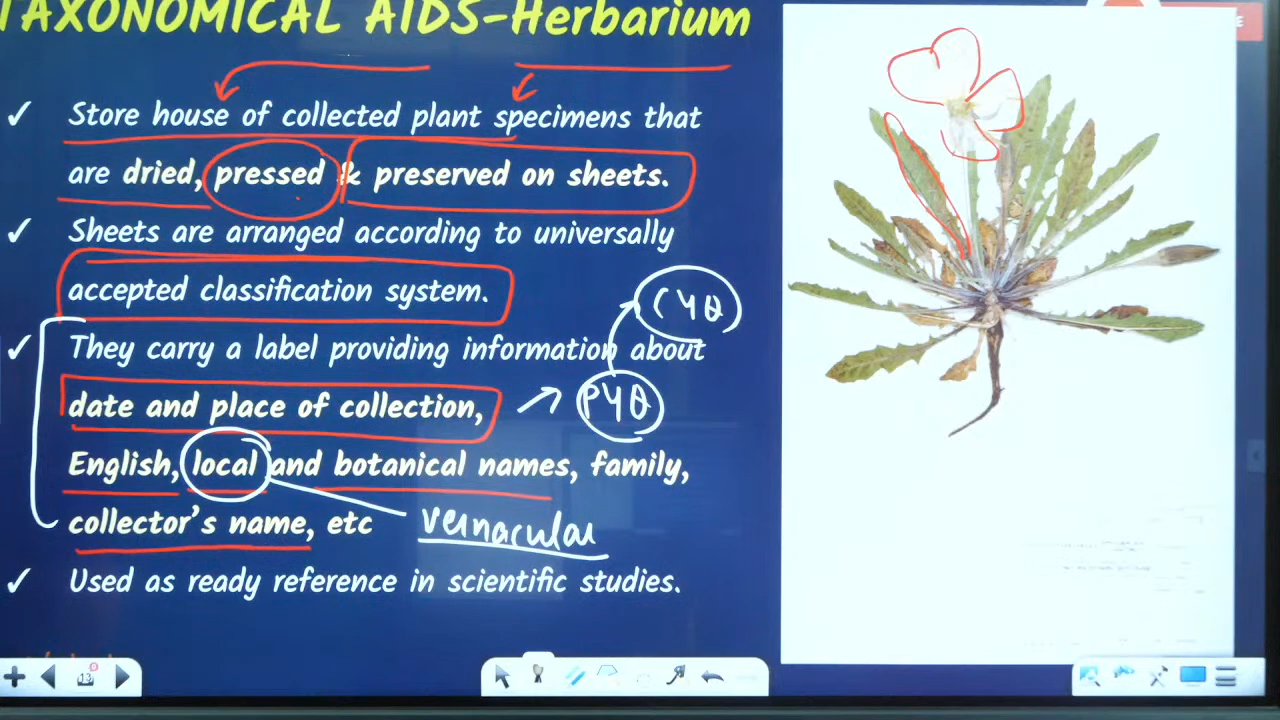 TAXONOMICAL AIDS-Herbarium
✓ Store house of collected plant specimens that
are dried, pressed & preserved on sheets.
✓ Sheets are arranged according to universally
accepted classification system.
CYQ
✓ They carry a label providing information about
date and place of collection,
PYQ
English, local and botanical names, family,
collector's name, etc
vernacular
✓ Used as ready reference in scientific studies.
13